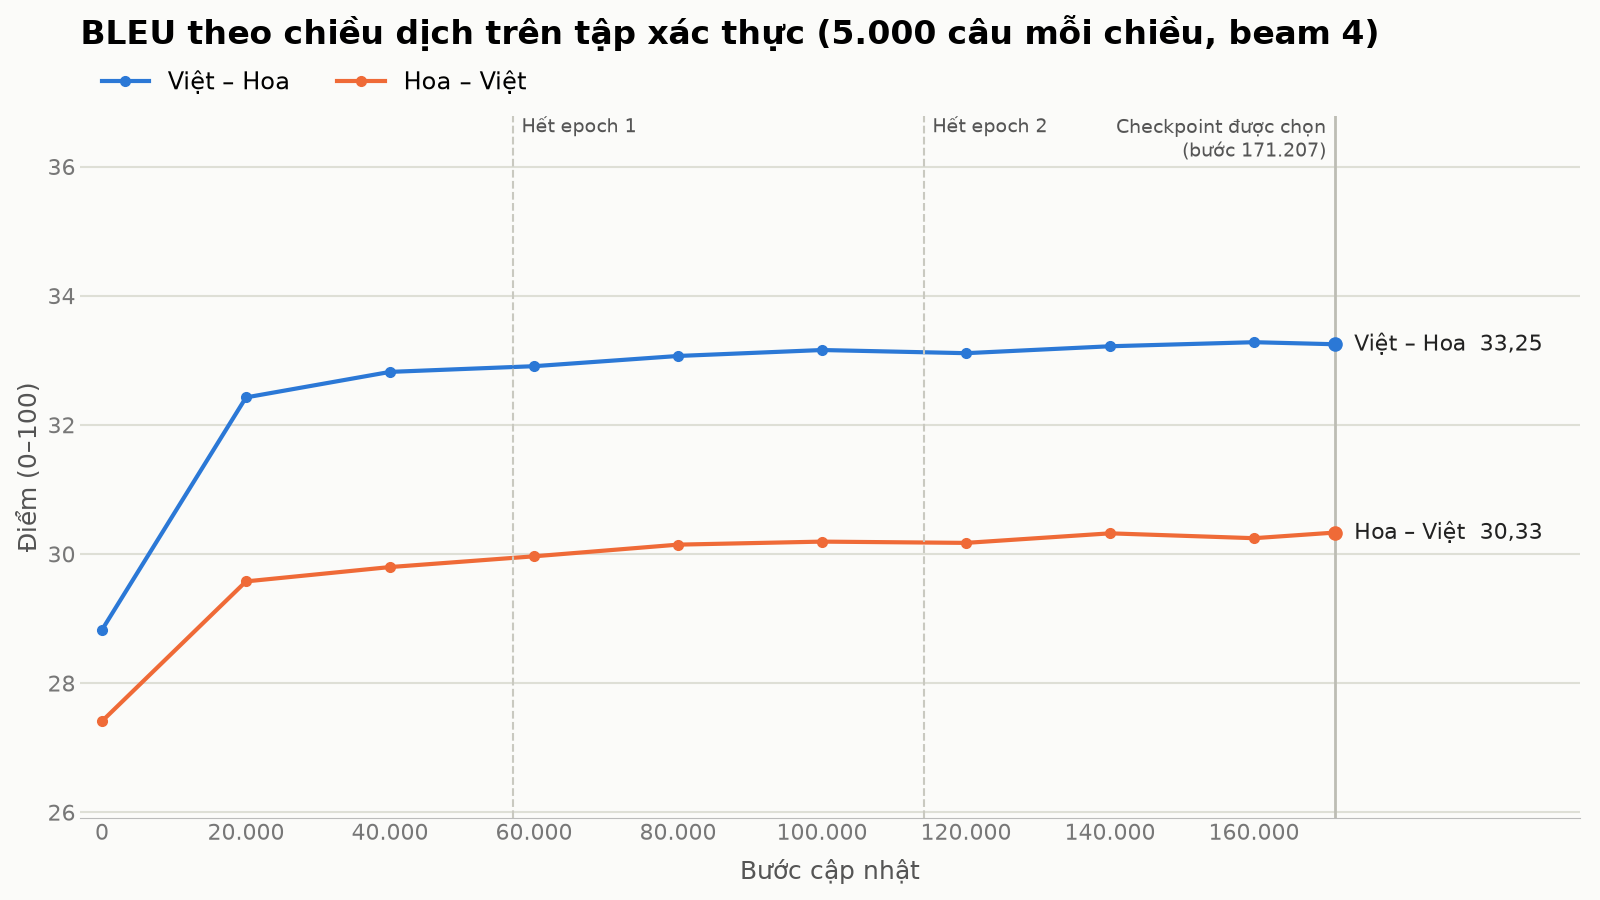 BLEU theo chiều dịch trên tập xác thực (5.000 câu mỗi chiều, beam 4)
Việt – Hoa
Hoa – Việt
Hết epoch 1
Hết epoch 2
Checkpoint được chọn
(bước 171.207)
Điểm (0–100)
36
34
32
30
28
26
Việt – Hoa 33,25
Hoa – Việt 30,33
0
20.000
40.000
60.000
80.000
100.000
120.000
140.000
160.000
Bước cập nhật